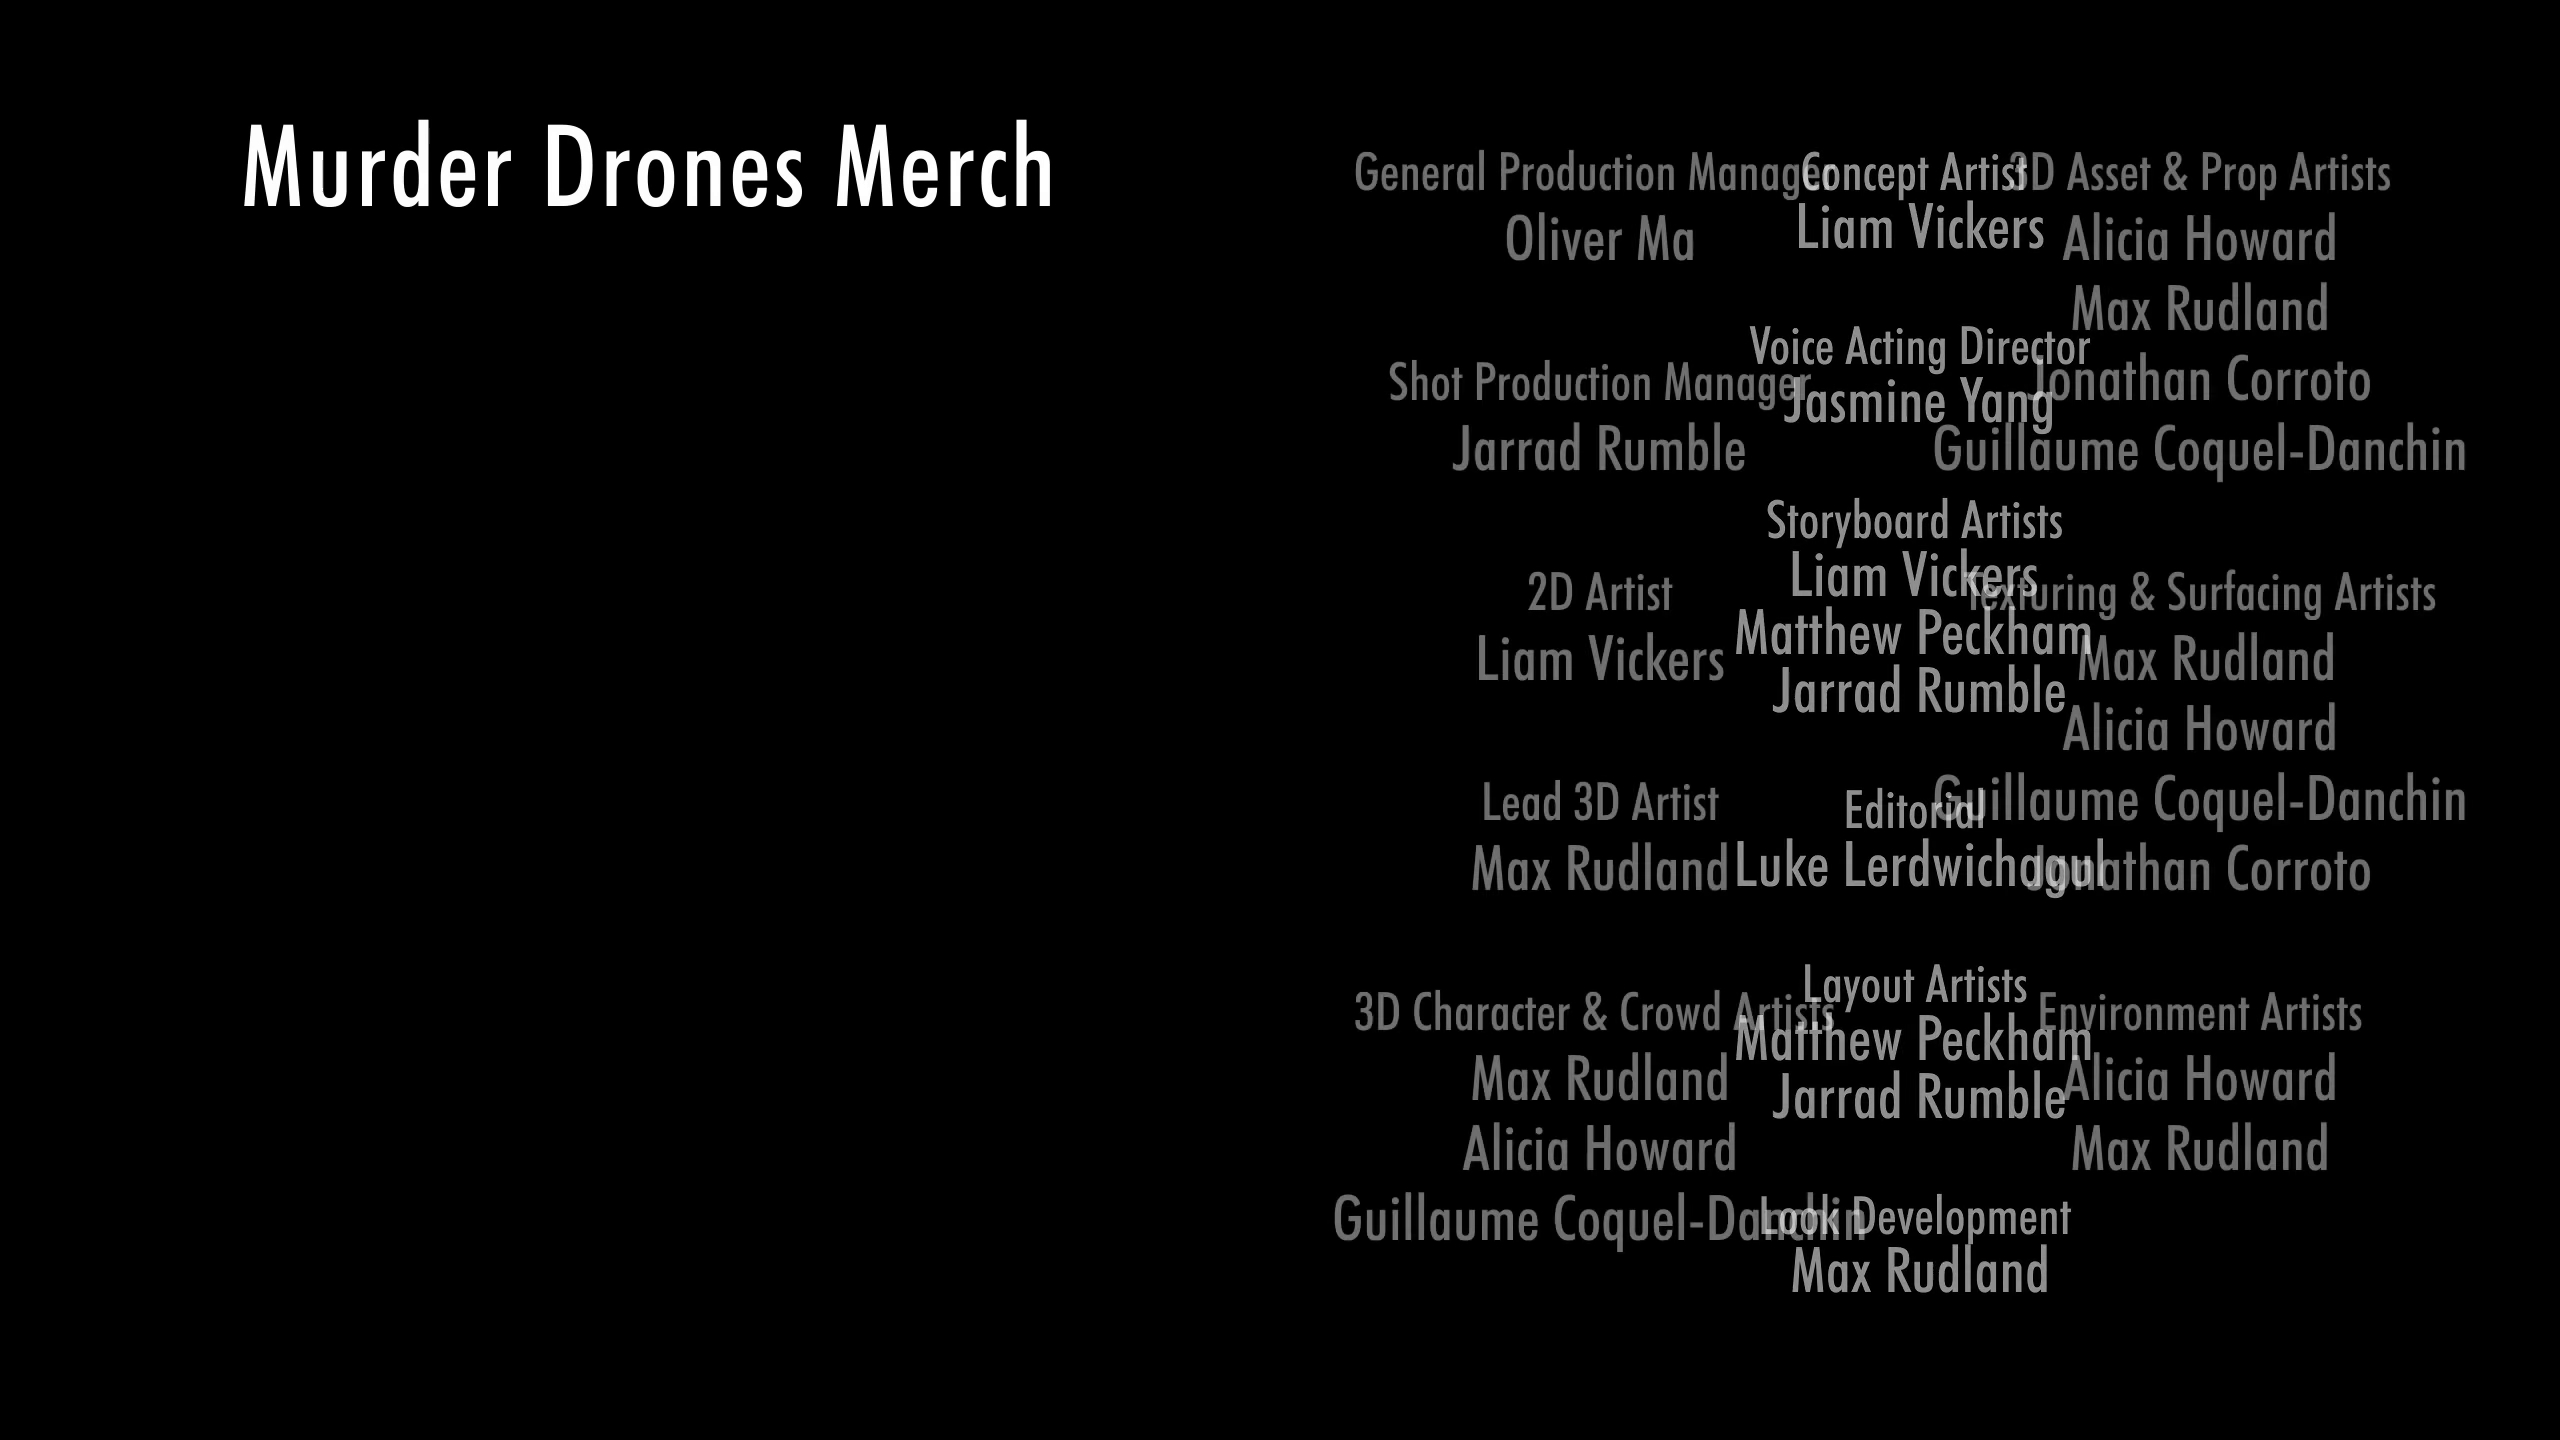 Murder Drones Merch
General Production Manager
Oliver Ma
Shot Production Manager
Jarrad Rumble
2D Artist
Liam Vickers
Lead 3D Artist
Max Rudland
3D Character & Crowd Artists
Max Rudland
Alicia Howard
Guillaume Coquel-Danchin
Concept Artist
Liam Vickers
Voice Acting Director
Jasmine Yang
Storyboard Artists
Liam Vickers
Matthew Peckham
Jarrad Rumble
Editorial
Luke Lerdwichagul
Layout Artists
Matthew Peckham
Jarrad Rumble
Look Development
Max Rudland
3D Asset & Prop Artists
Alicia Howard
Max Rudland
Jonathan Corroto
Guillaume Coquel-Danchin
Texturing & Surfacing Artists
Max Rudland
Alicia Howard
Guillaume Coquel-Danchin
Jonathan Corroto
Environment Artists
Alicia Howard
Max Rudland